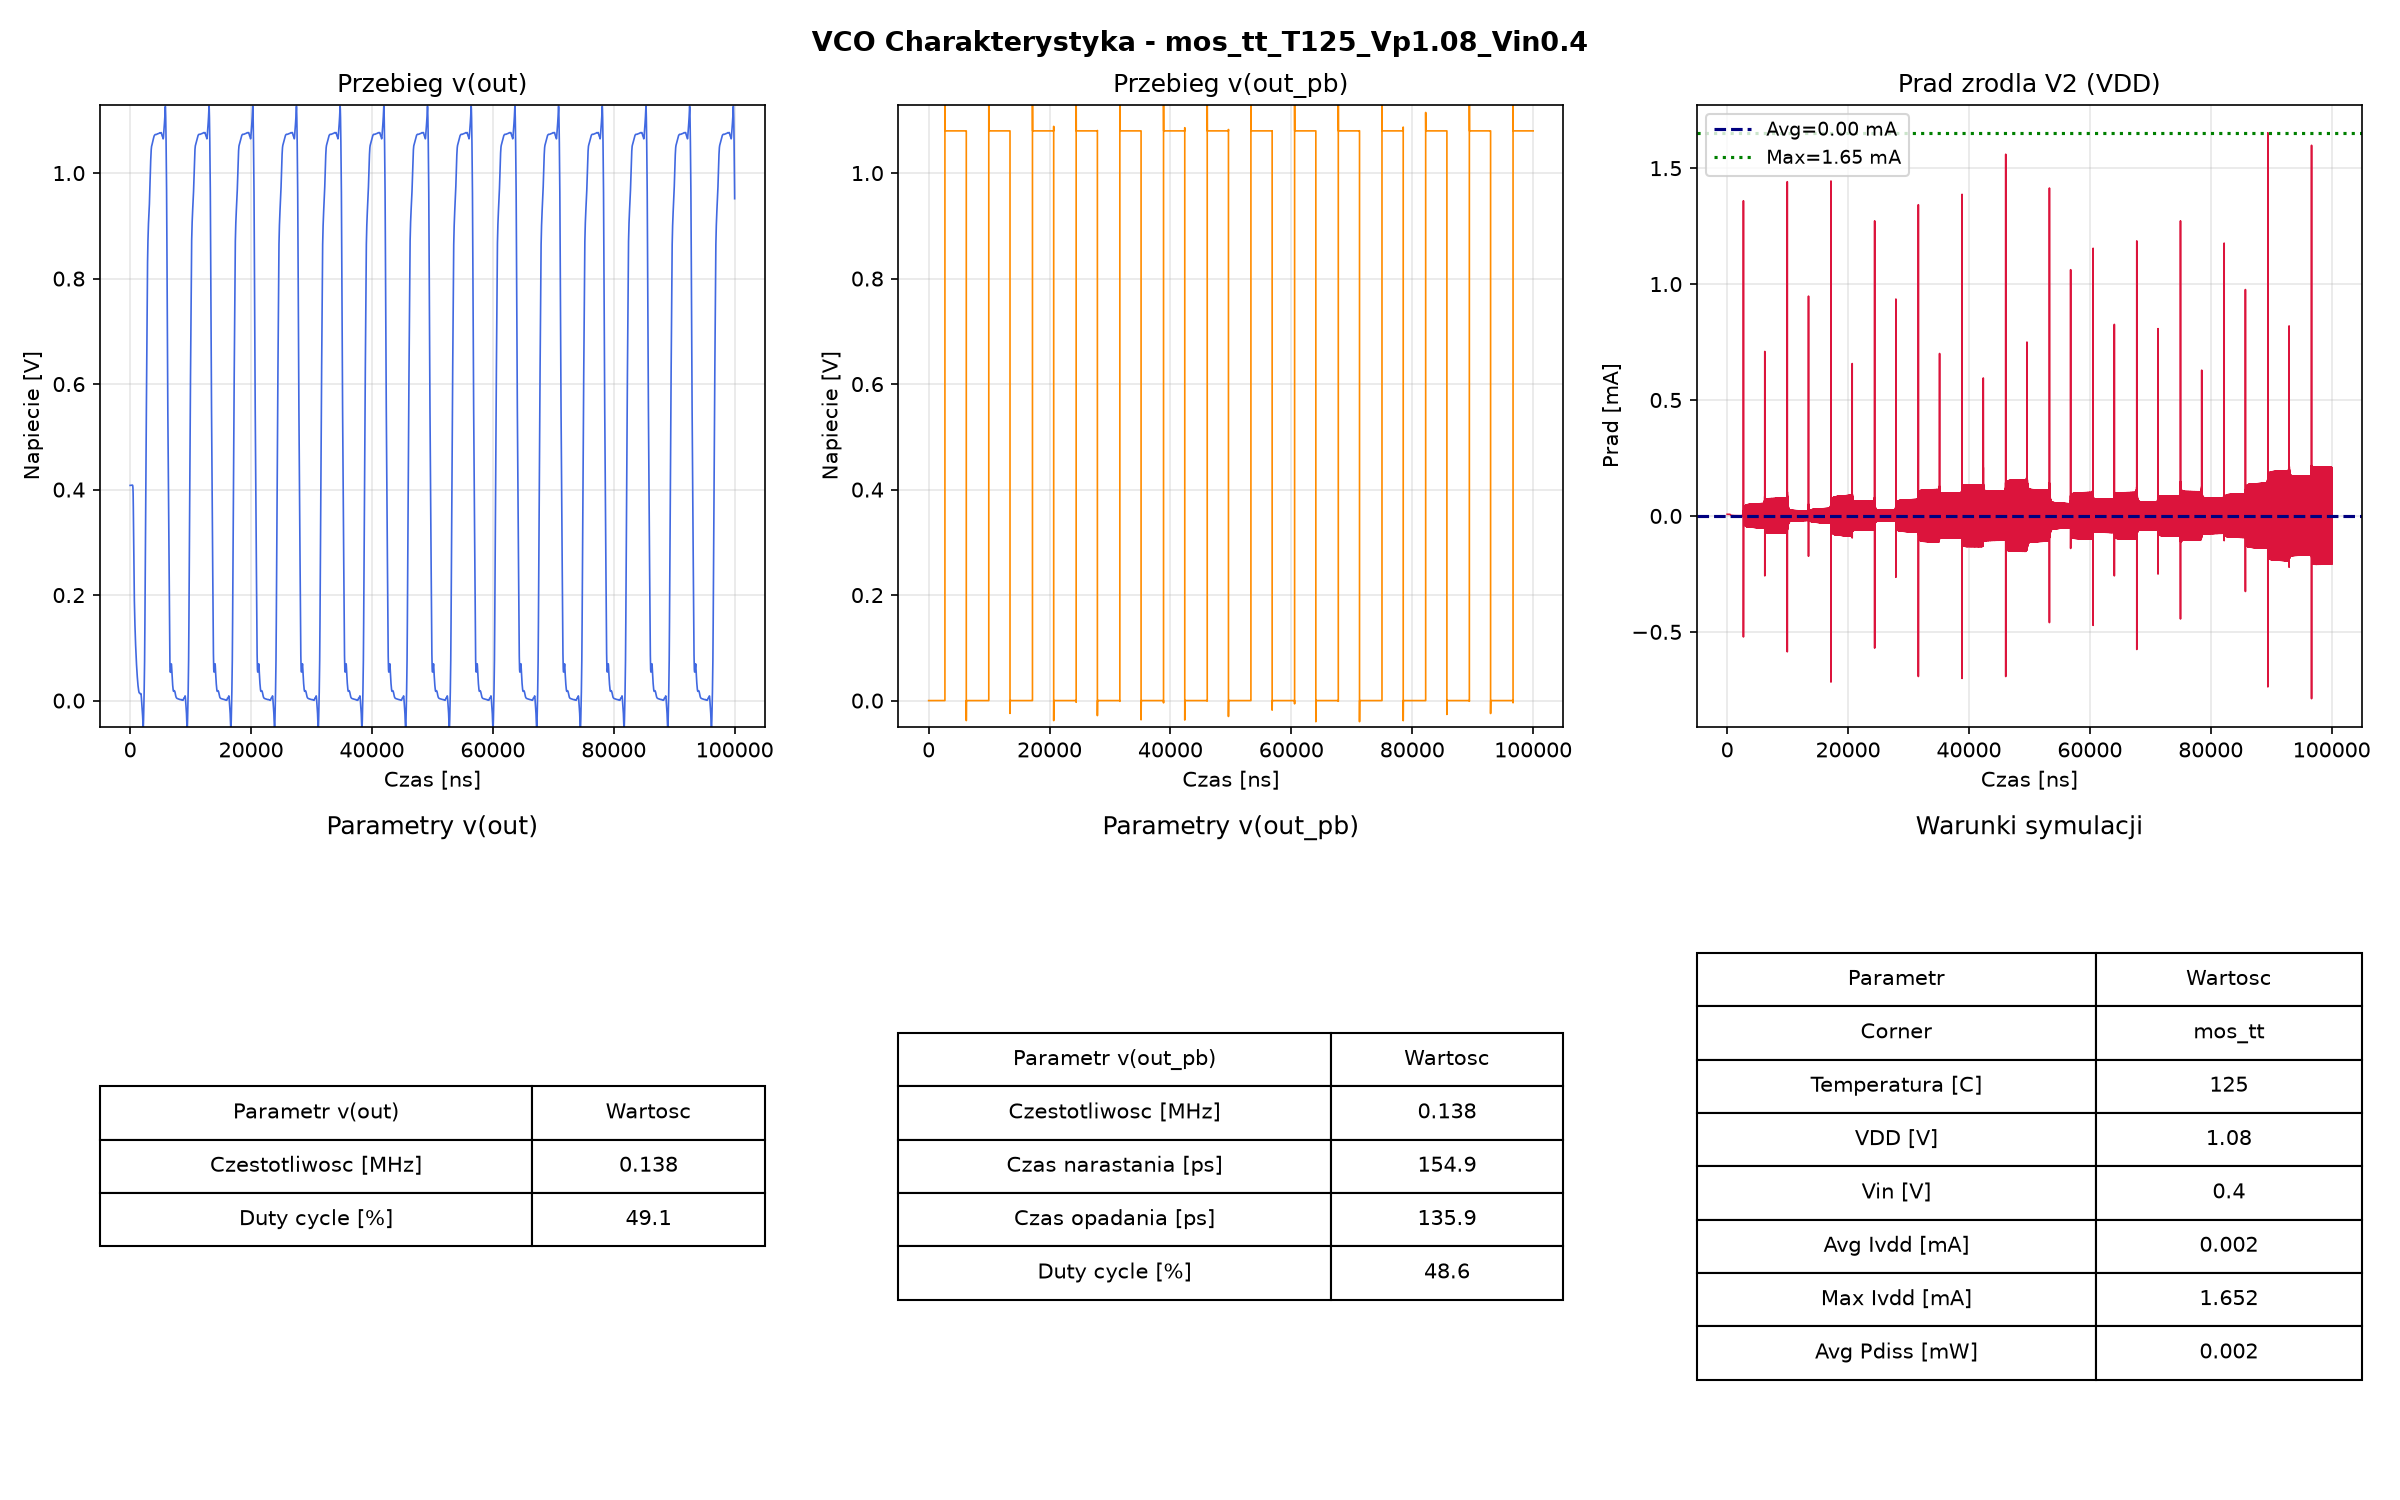 VCO Charakterystyka - mos_tt_T125_Vp1.08_Vin0.4
Przebieg v(out)
Napiecie [V]
1.0
0.8
0.6
0.4
0.2
0.0
0 20000 40000 60000 80000 100000
Czas [ns]
Przebieg v(out_pb)
Napiecie [V]
1.0
0.8
0.6
0.4
0.2
0.0
0 20000 40000 60000 80000 100000
Czas [ns]
Prad zrodla V2 (VDD)
Avg=0.00 mA
Max=1.65 mA
Prad [mA]
1.5
1.0
0.5
0.0
−0.5
0 20000 40000 60000 80000 100000
Czas [ns]
Parametry v(out)
Parametr v(out) Wartosc
Czestotliwosc [MHz] 0.138
Duty cycle [%] 49.1
Parametry v(out_pb)
Parametr v(out_pb) Wartosc
Czestotliwosc [MHz] 0.138
Czas narastania [ps] 154.9
Czas opadania [ps] 135.9
Duty cycle [%] 48.6
Warunki symulacji
Parametr Wartosc
Corner mos_tt
Temperatura [C] 125
VDD [V] 1.08
Vin [V] 0.4
Avg Ivdd [mA] 0.002
Max Ivdd [mA] 1.652
Avg Pdiss [mW] 0.002